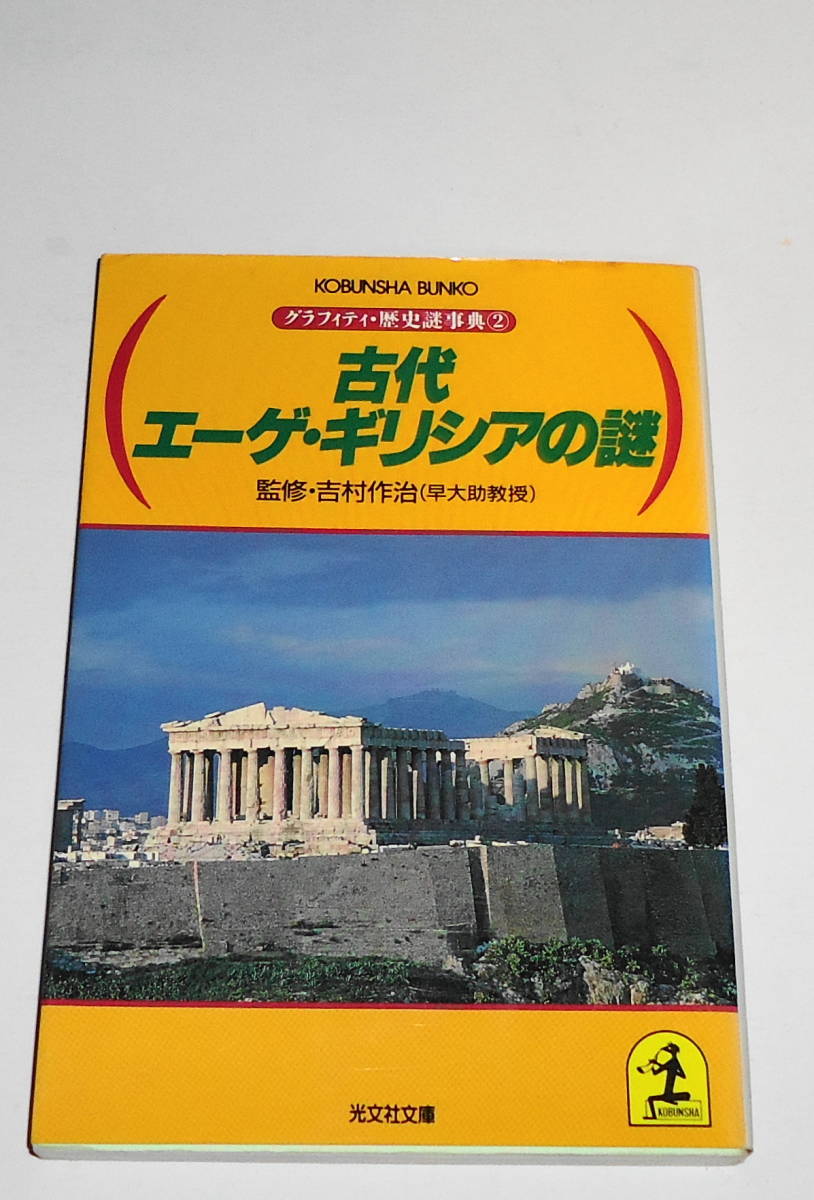 KOBUNSHA BUNKO
グラフィティ・歴史謎事典②
古代
エーゲ・ギリシアの謎
監修・吉村作治(早大助教授)
KOBUNSHA
光文社文庫